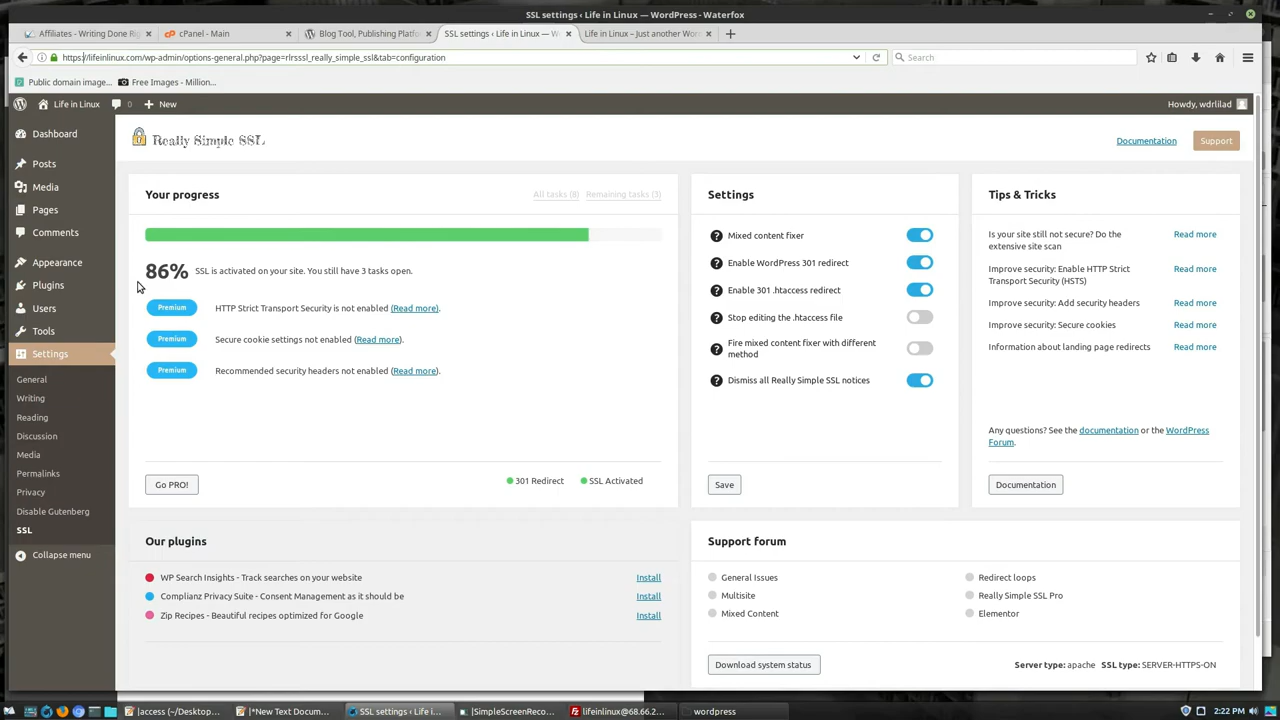 SSL settings ‹ Life in Linux — WordPress - Waterfox
Affiliates - Writing Done Rig
cPanel - Main
Blog Tool, Publishing Platfo
SSL settings ‹ Life in Linux — W
Life in Linux – Just another Wor
https://lifeinlinux.com/wp-admin/options-general.php?page=rlrsssl_really_simple_ssl&tab=configuration
Search
Public domain image...
Free Images - Million...
Life in Linux
0
New
Howdy, wdrlilad
Dashboard
Posts
Media
Pages
Comments
Appearance
Plugins
Users
Tools
Settings
General
Writing
Reading
Discussion
Media
Permalinks
Privacy
Disable Gutenberg
SSL
Collapse menu
Really Simple SSL
Documentation
Support
Your progress
All tasks (8)
Remaining tasks (3)
86%
SSL is activated on your site. You still have 3 tasks open.
Premium
HTTP Strict Transport Security is not enabled (Read more).
Premium
Secure cookie settings not enabled (Read more).
Premium
Recommended security headers not enabled (Read more).
Go PRO!
301 Redirect
SSL Activated
Settings
Mixed content fixer
Enable WordPress 301 redirect
Enable 301 .htaccess redirect
Stop editing the .htaccess file
Fire mixed content fixer with different
method
Dismiss all Really Simple SSL notices
Save
Tips & Tricks
Is your site still not secure? Do the
extensive site scan
Read more
Improve security: Enable HTTP Strict
Transport Security (HSTS)
Read more
Improve security: Add security headers
Read more
Improve security: Secure cookies
Read more
Information about landing page redirects
Read more
Any questions? See the documentation or the WordPress
Forum.
Documentation
Our plugins
WP Search Insights - Track searches on your website
Install
Complianz Privacy Suite - Consent Management as it should be
Install
Zip Recipes - Beautiful recipes optimized for Google
Install
Support forum
General Issues
Multisite
Mixed Content
Redirect loops
Really Simple SSL Pro
Elementor
Download system status
Server type: apache SSL type: SERVER-HTTPS-ON
|access (~/Desktop...
|*New Text Docum...
SSL settings ‹ Life i...
|SimpleScreenReco...
lifeinlinux@68.66.2...
wordpress
2:22 PM